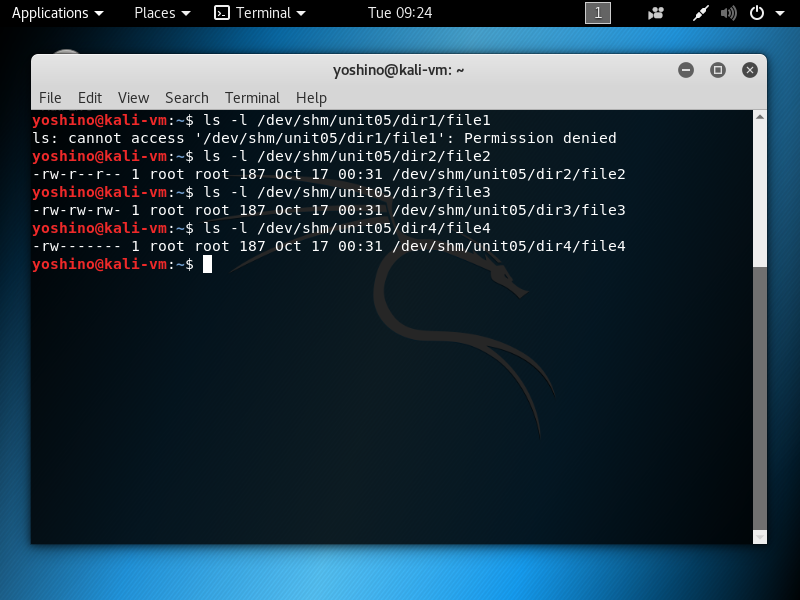 Applications Places Terminal Tue 09:24 1
yoshino@kali-vm: ~
File Edit View Search Terminal Help
yoshino@kali-vm:~$ ls -l /dev/shm/unit05/dir1/file1
ls: cannot access '/dev/shm/unit05/dir1/file1': Permission denied
yoshino@kali-vm:~$ ls -l /dev/shm/unit05/dir2/file2
-rw-r--r-- 1 root root 187 Oct 17 00:31 /dev/shm/unit05/dir2/file2
yoshino@kali-vm:~$ ls -l /dev/shm/unit05/dir3/file3
-rw-rw-rw- 1 root root 187 Oct 17 00:31 /dev/shm/unit05/dir3/file3
yoshino@kali-vm:~$ ls -l /dev/shm/unit05/dir4/file4
-rw------- 1 root root 187 Oct 17 00:31 /dev/shm/unit05/dir4/file4
yoshino@kali-vm:~$